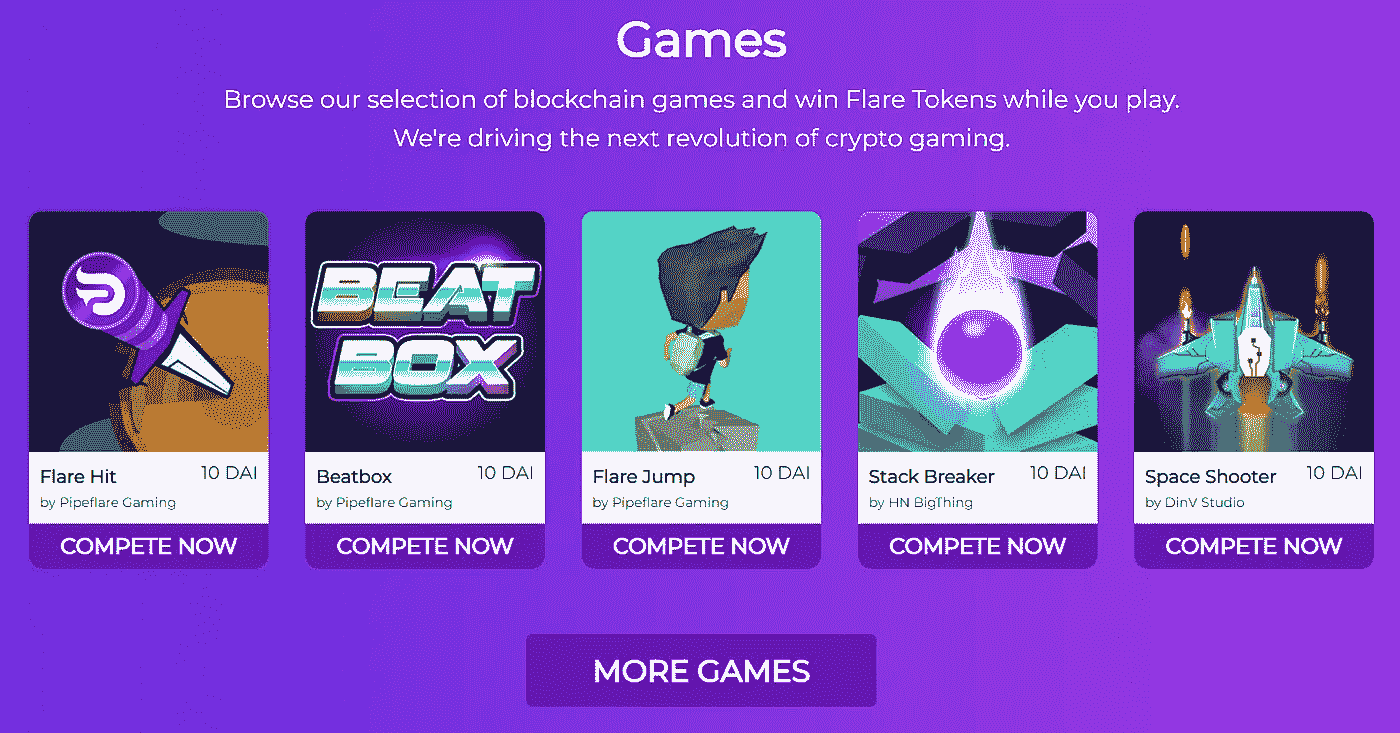 Games
Browse our selection of blockchain games and win Flare Tokens while you play.
We're driving the next revolution of crypto gaming.
BEAT
BOX
Flare Hit 10 DAI
by Pipeflare Gaming
COMPETE NOW
Beatbox 10 DAI
by Pipeflare Gaming
COMPETE NOW
Flare Jump 10 DAI
by Pipeflare Gaming
COMPETE NOW
Stack Breaker 10 DAI
by HN BigThing
COMPETE NOW
Space Shooter 10 DAI
by DinV Studio
COMPETE NOW
MORE GAMES